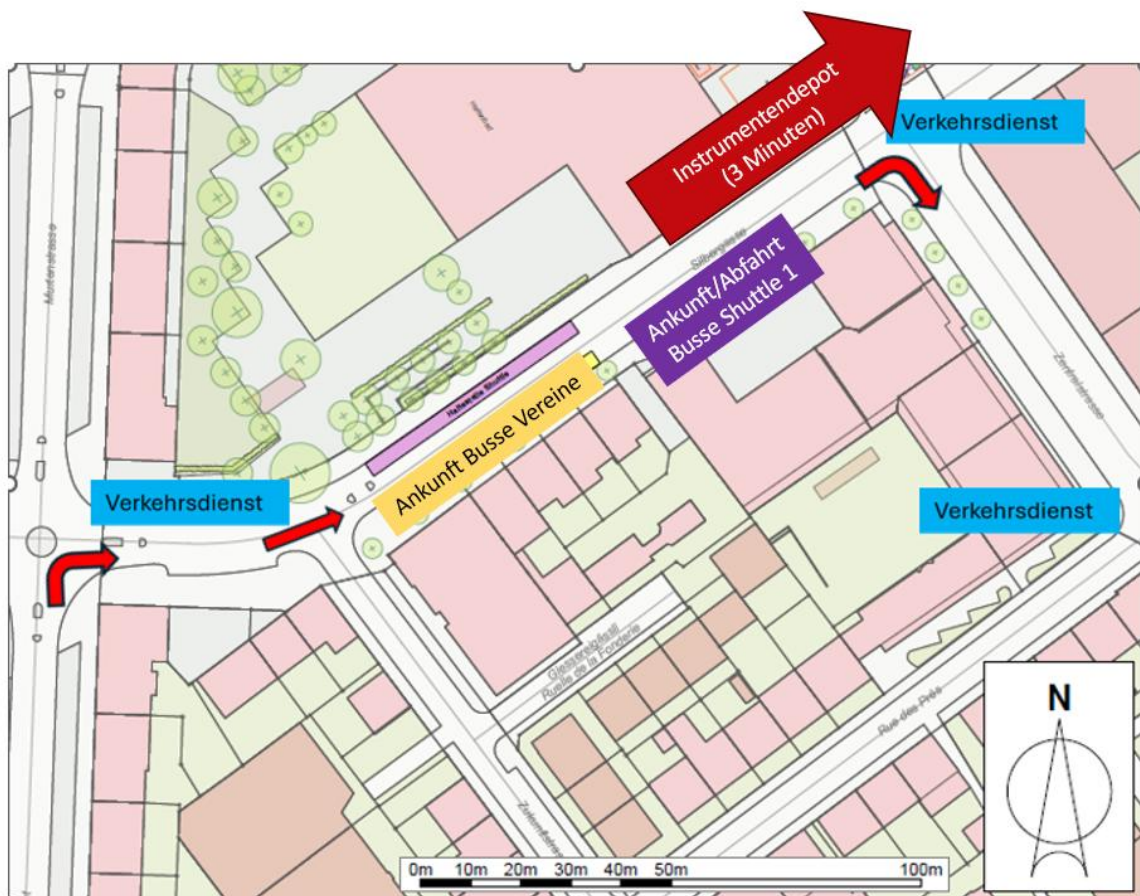 Instrumentendepot
(3 Minuten)
Verkehrsdienst
Hallenbad
Murtenstrasse
Silbergasse
Ankunft/Abfahrt
Busse Shuttle 1
Zentralstrasse
Haltestelle Shuttle
Ankunft Busse Vereine
Verkehrsdienst
Verkehrsdienst
Giessereigässli
Ruelle de la Fonderie
Rue des Prés
N
0m 10m 20m 30m 40m 50m 100m